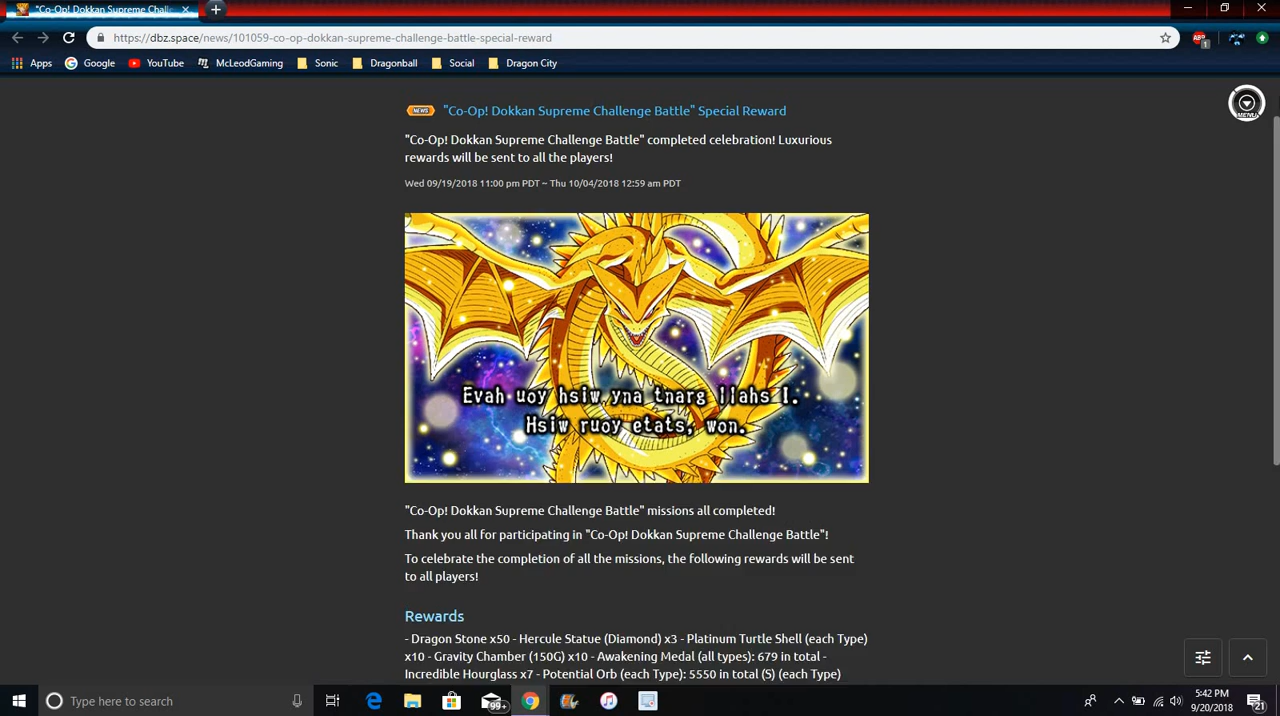 "Co-Op! Dokkan Supreme Chall
https://dbz.space/news/101059-co-op-dokkan-supreme-challenge-battle-special-reward
ABP
1
Apps
Google
YouTube
McLeodGaming
Sonic
Dragonball
Social
Dragon City
NEWS
"Co-Op! Dokkan Supreme Challenge Battle" Special Reward
MENU
"Co-Op! Dokkan Supreme Challenge Battle" completed celebration! Luxurious
rewards will be sent to all the players!
Wed 09/19/2018 11:00 pm PDT ~ Thu 10/04/2018 12:59 am PDT
Evah uoy hsiw yna tnarg llahs I.
Hsiw ruoy etats, won.
"Co-Op! Dokkan Supreme Challenge Battle" missions all completed!
Thank you all for participating in "Co-Op! Dokkan Supreme Challenge Battle"!
To celebrate the completion of all the missions, the following rewards will be sent
to all players!
Rewards
- Dragon Stone x50 - Hercule Statue (Diamond) x3 - Platinum Turtle Shell (each Type)
x10 - Gravity Chamber (150G) x10 - Awakening Medal (all types): 679 in total -
Incredible Hourglass x7 - Potential Orb (each Type): 5550 in total (S) (each Type)
Type here to search
99+
5:42 PM
9/20/2018
21